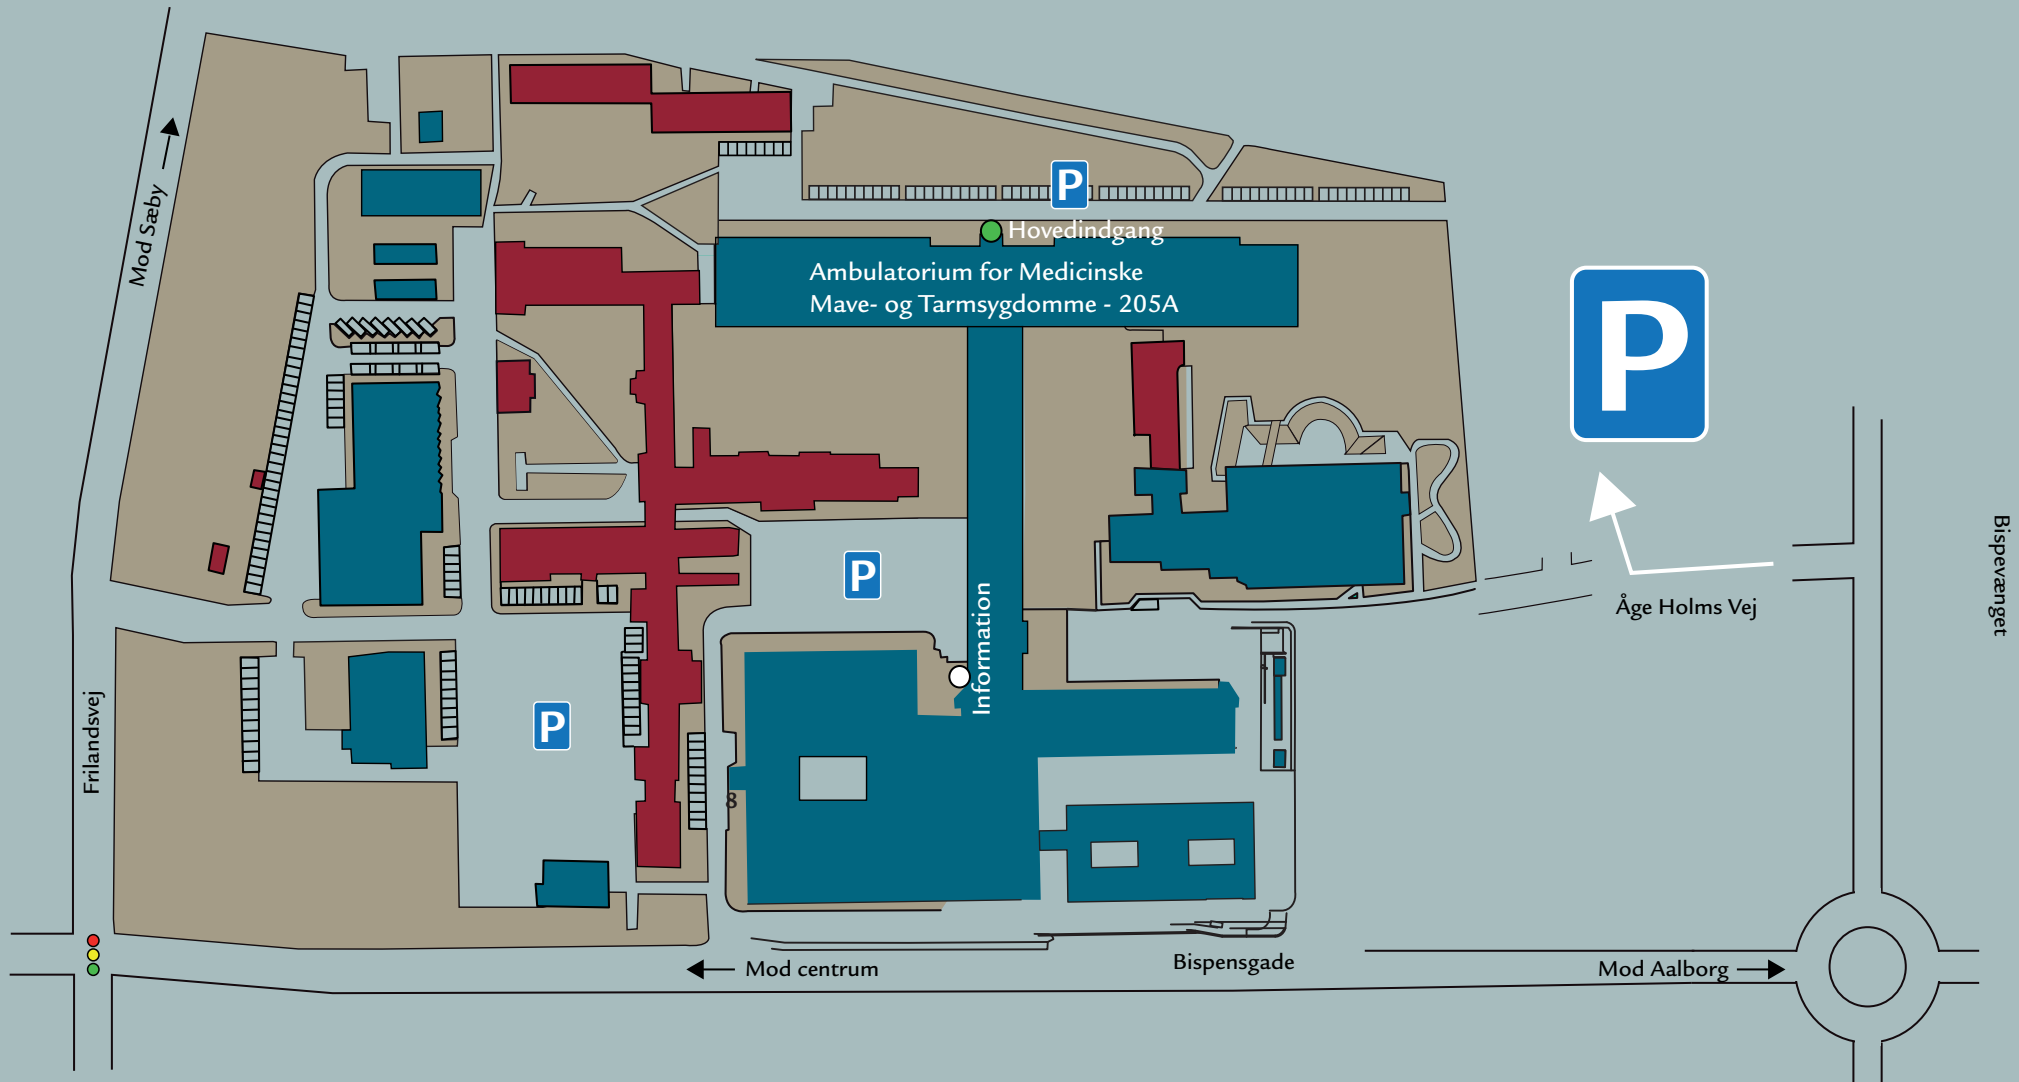 P
Hovedindgang
Ambulatorium for Medicinske
Mave- og Tarmsygdomme - 205A
Mod Sæby
P
P
Information
Åge Holms Vej
Bispevænget
P
Frilandsvej
8
Mod centrum
Bispensgade
Mod Aalborg